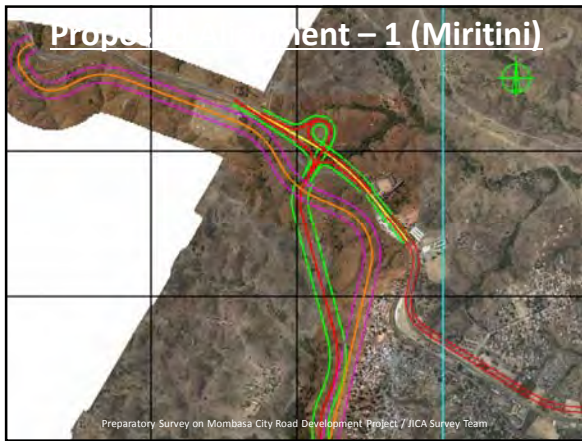 Propos ment – 1 (Miritini)
Preparatory Survey on Mombasa City Road Development Project / JICA Survey Team